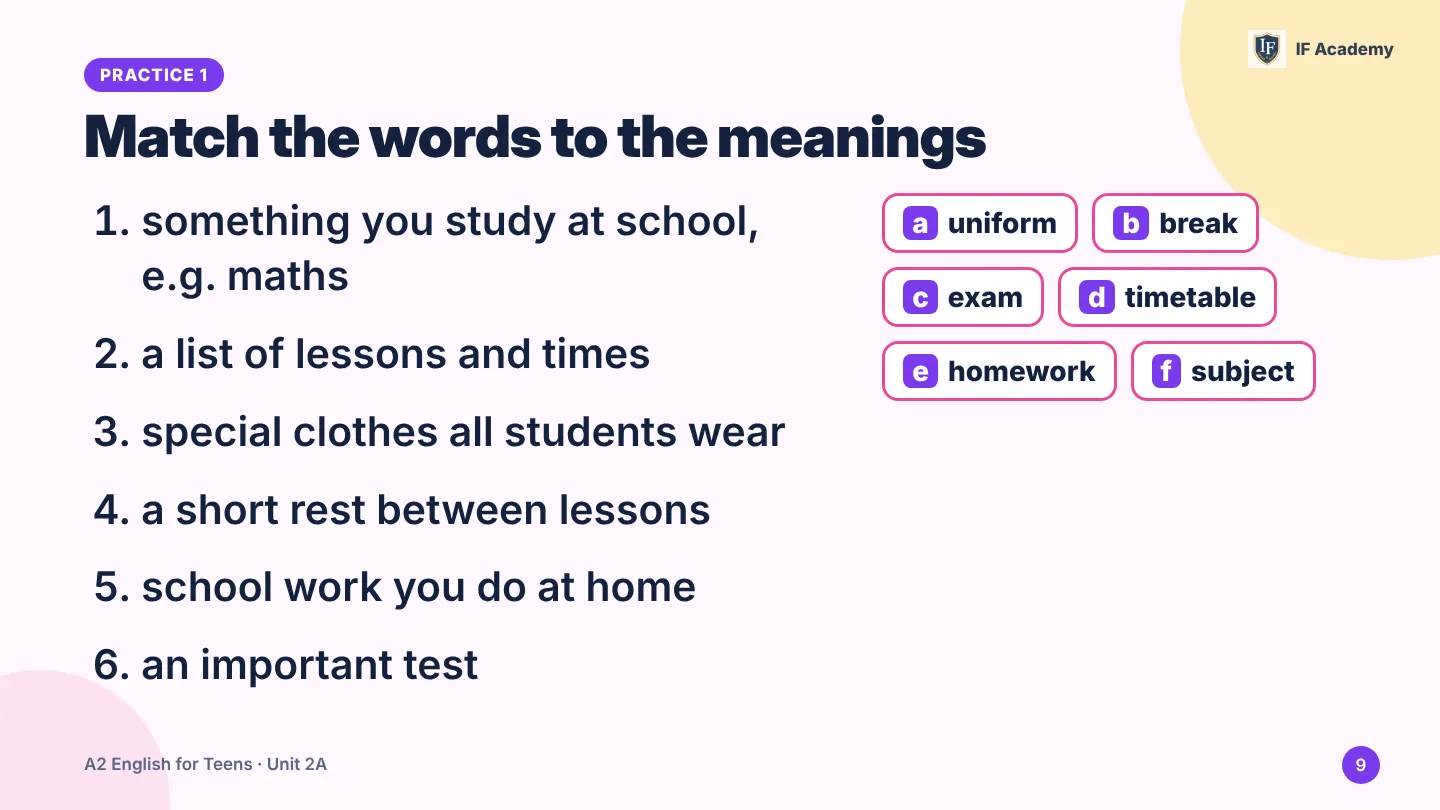 IF
IF Academy
PRACTICE 1
Match the words to the meanings
1. something you study at school,
e.g. maths
2. a list of lessons and times
3. special clothes all students wear
4. a short rest between lessons
5. school work you do at home
6. an important test
a uniform
b break
c exam
d timetable
e homework
f subject
A2 English for Teens · Unit 2A
9